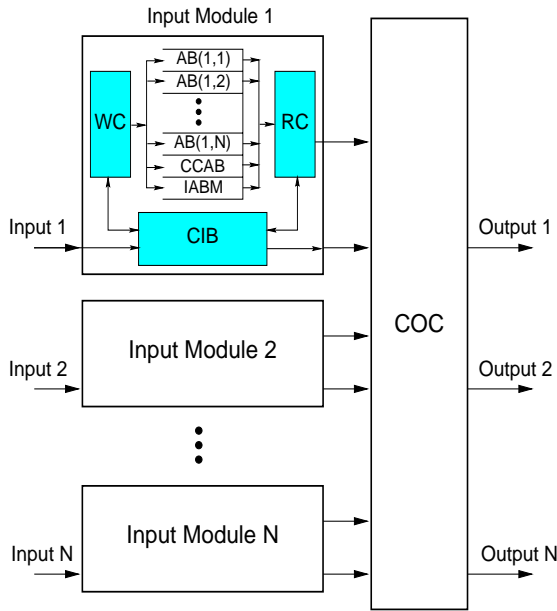 Input Module 1
AB(1,1)
AB(1,2)
WC
RC
AB(1,N)
CCAB
IABM
Input 1
CIB
Output 1
COC
Input Module 2
Input 2
Output 2
Input Module N
Input N
Output N